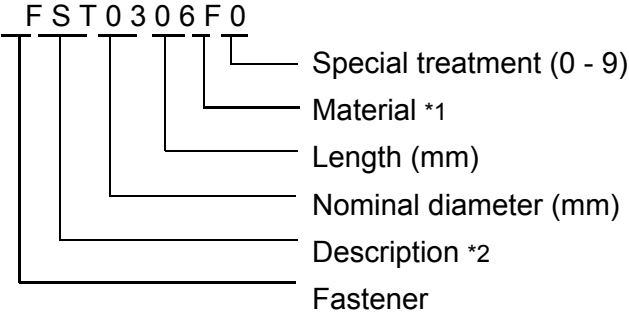 F S T 0 3 0 6 F 0
Special treatment (0 - 9)
Material *1
Length (mm)
Nominal diameter (mm)
Description *2
Fastener